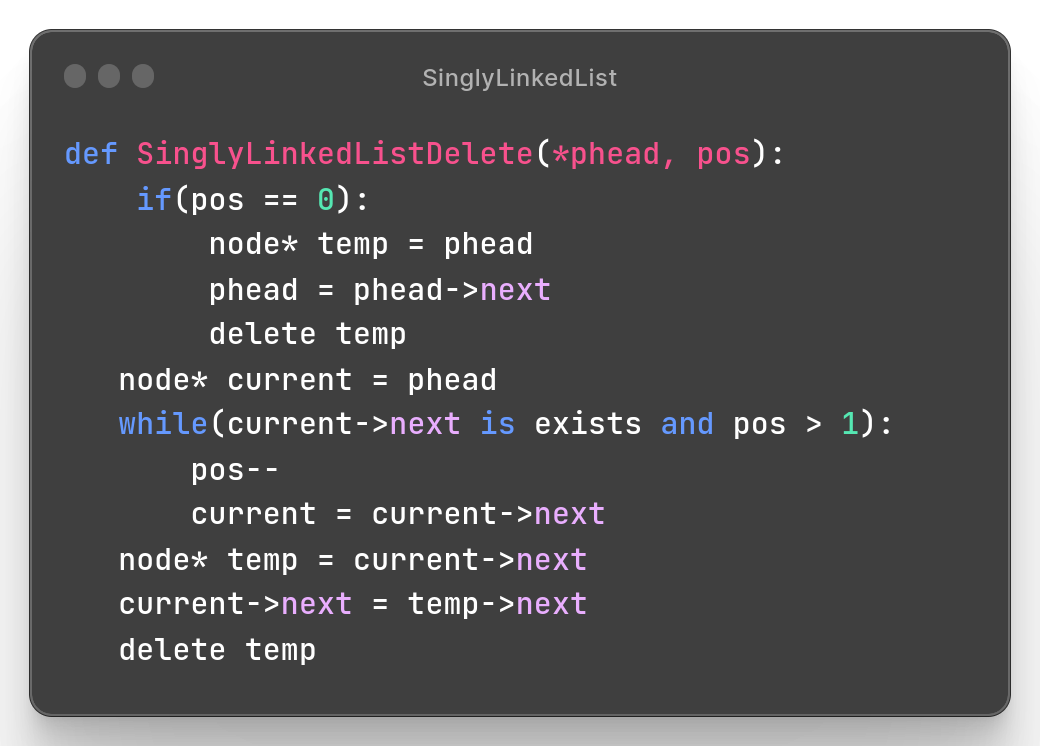 SinglyLinkedList
def SinglyLinkedListDelete(*phead, pos):
    if(pos == 0):
        node* temp = phead
        phead = phead->next
        delete temp
   node* current = phead
   while(current->next is exists and pos > 1):
       pos--
       current = current->next
   node* temp = current->next
   current->next = temp->next
   delete temp